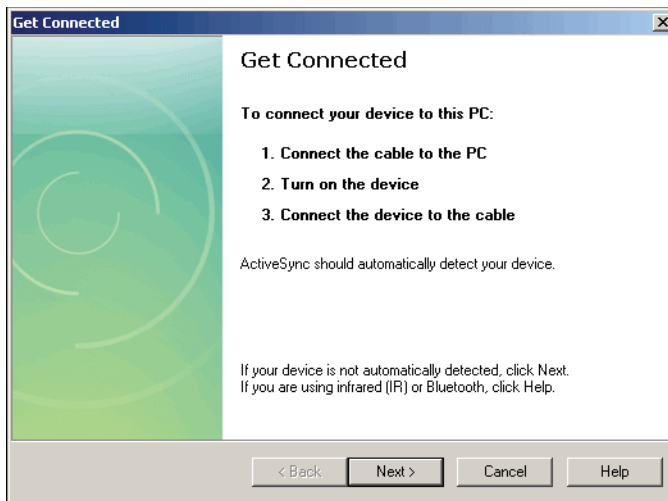 Get Connected
Get Connected
To connect your device to this PC:
1. Connect the cable to the PC
2. Turn on the device
3. Connect the device to the cable
ActiveSync should automatically detect your device.
If your device is not automatically detected, click Next.
If you are using infrared (IR) or Bluetooth, click Help.
< Back
Next >
Cancel
Help